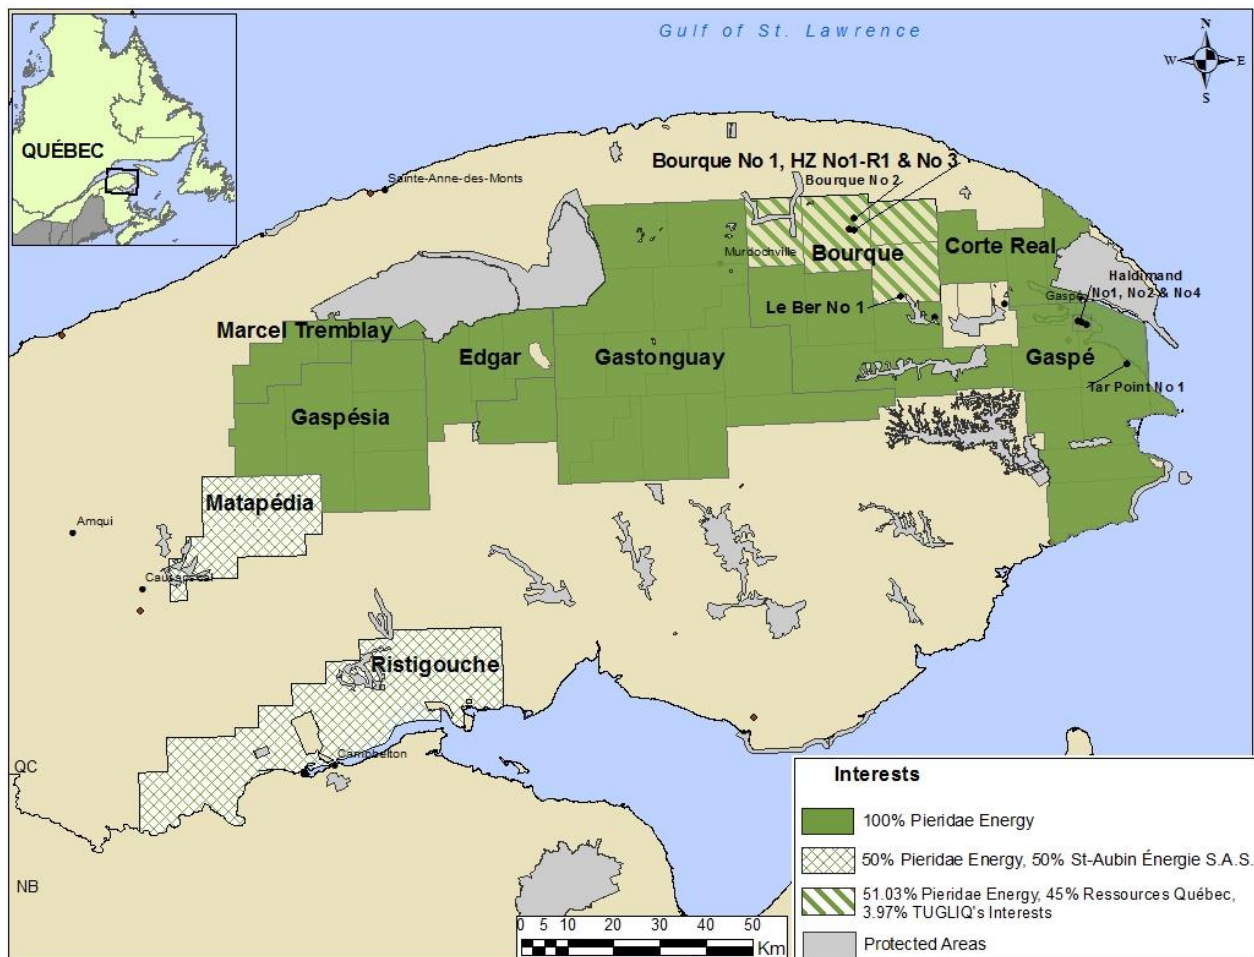 Gulf of St. Lawrence
N
W
E
S
QUÉBEC
Sainte-Anne-des-Monts
Bourque No 1, HZ No1-R1 & No 3
Bourque No 2
Murdochville
Bourque
Corte Real
Haldimand
No1, No2 & No4
Gaspé
Le Ber No 1
Marcel Tremblay
Edgar
Gastonguay
Gaspé
Tar Point No 1
Gaspésia
Matapédia
Amqui
Causapscal
Ristigouche
Campbelton
QC
NB
Interests
100% Pieridae Energy
50% Pieridae Energy, 50% St-Aubin Énergie S.A.S.
51.03% Pieridae Energy, 45% Ressources Québec,
3.97% TUGLIQ's Interests
Protected Areas
0 5 10 20 30 40 50
Km